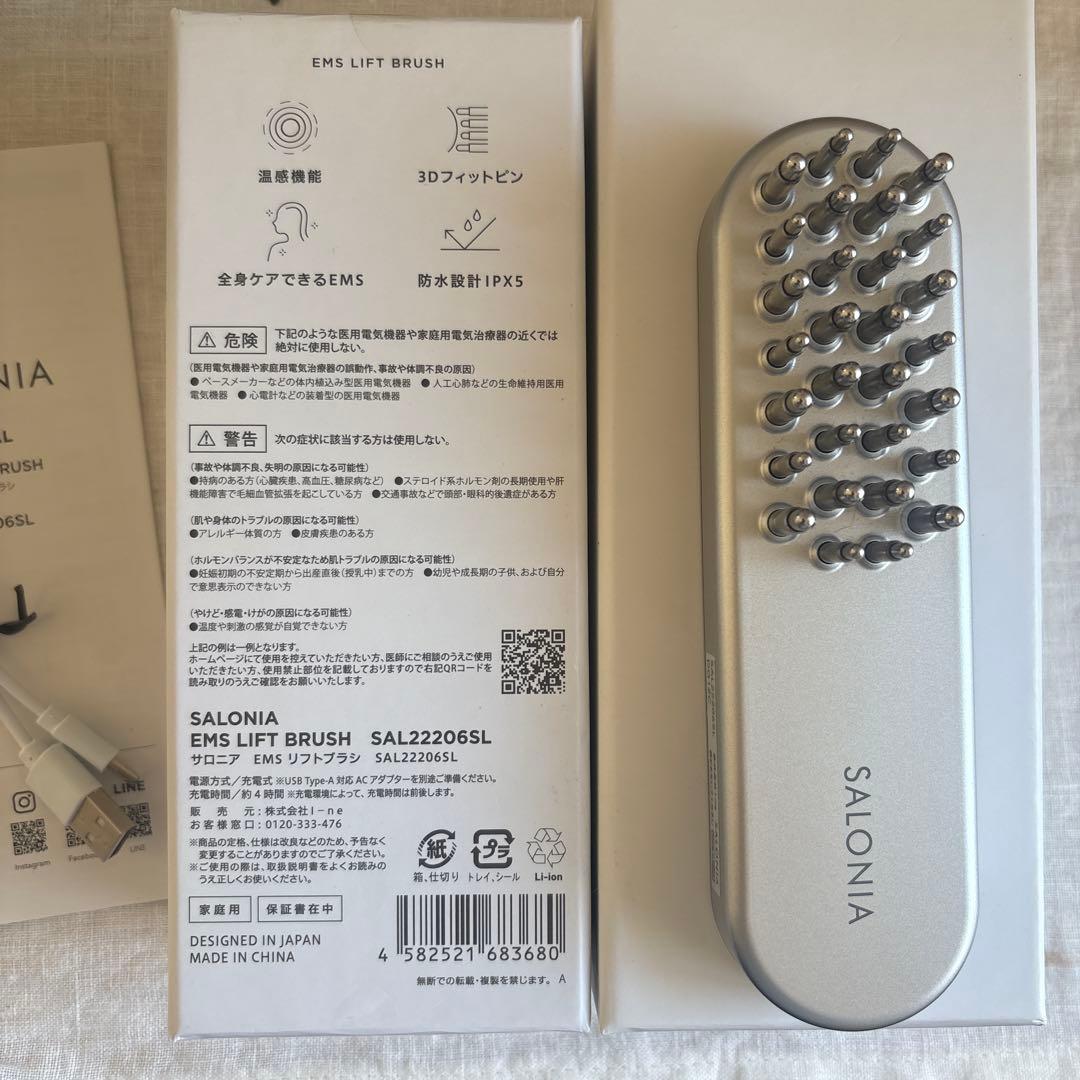 EMS LIFT BRUSH
温感機能
3Dフィットピン
全身ケアできるEMS
防水設計IPX5
危険
下記のような医用電気機器や家庭用電気治療器の近くでは
絶対に使用しない。
(医用電気機器や家庭用電気治療器の誤動作、事故や体調不良の原因)
●ペースメーカーなどの体内植込み型医用電気機器 ●人工心肺などの生命維持用医用
電気機器 ●心電計などの装着型の医用電気機器
警告
次の症状に該当する方は使用しない。
(事故や体調不良、失明の原因になる可能性)
●持病のある方(心臓疾患、高血圧、糖尿病など) ●ステロイド系ホルモン剤の長期使用や肝
機能障害で毛細血管拡張を起こしている方 ●交通事故などで頭部・眼科的後遺症がある方
(肌や身体のトラブルの原因になる可能性)
●アレルギー体質の方 ●皮膚疾患のある方
(ホルモンバランスが不安定なため肌トラブルの原因になる可能性)
●妊娠初期の不安定期から出産直後(授乳中)までの方 ●幼児や成長期の子供、および自分
で意思表示のできない方
(やけど・感電・けがの原因になる可能性)
●温度や刺激の感覚が自覚できない方
上記の例は一例となります。
ホームページにて使用を控えていただきたい方、医師にご相談のうえご使用
いただきたい方、使用禁止部位を記載しておりますので右記QRコードを
読み取りのうえご確認をお願いいたします。
SALONIA
EMS LIFT BRUSH SAL22206SL
サロニア EMS リフトブラシ SAL22206SL
電源方式/充電式 ※USB Type-A 対応 AC アダプターを別途ご準備ください。
充電時間/約4時間 ※充電環境によって、充電時間は前後します。
販売元:株式会社I-ne
お客様窓口:0120-333-476
※商品の定格、仕様は改良などのため、予告なく
変更することがありますのでご了承ください。
※ご使用の際は、取扱説明書をよくお読みの
うえ正しくお使いください。
紙
プラ
箱、仕切り
トレイ、シール
Li-ion
家庭用
保証書在中
DESIGNED IN JAPAN
MADE IN CHINA
4 582521 683680
無断での転載・複製を禁じます。 A
SALONIA
NIA
AL
BRUSH
ラシ
06SL
LINE
Instagram
LINE